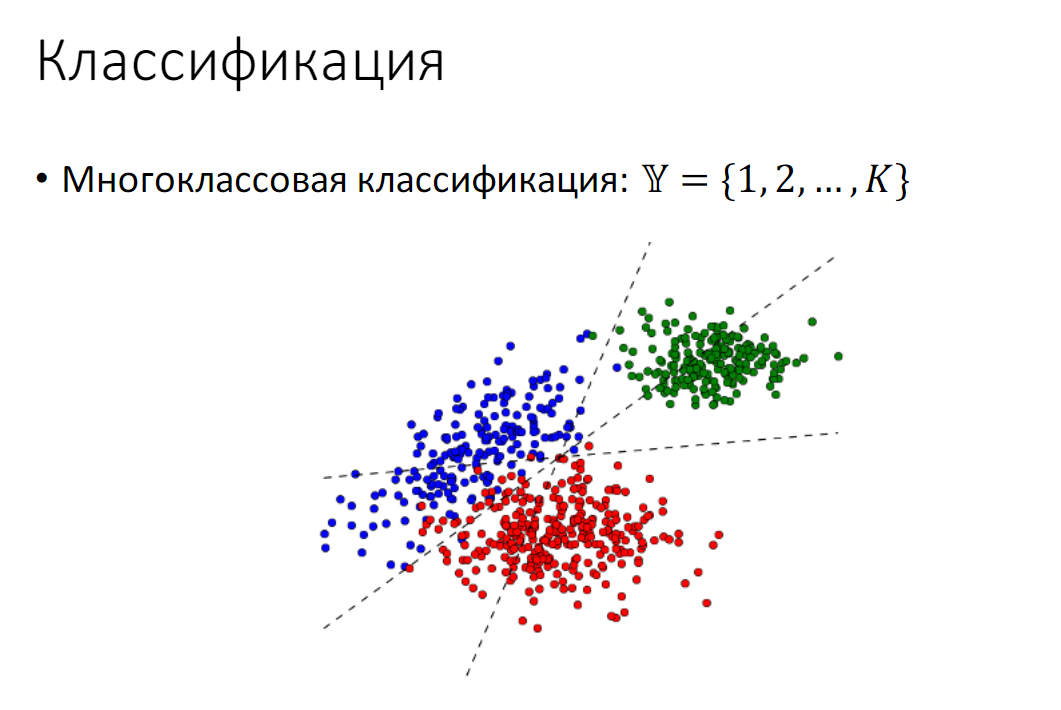 Классификация
• Многоклассовая классификация: 𝕐 = {1, 2, … , K}